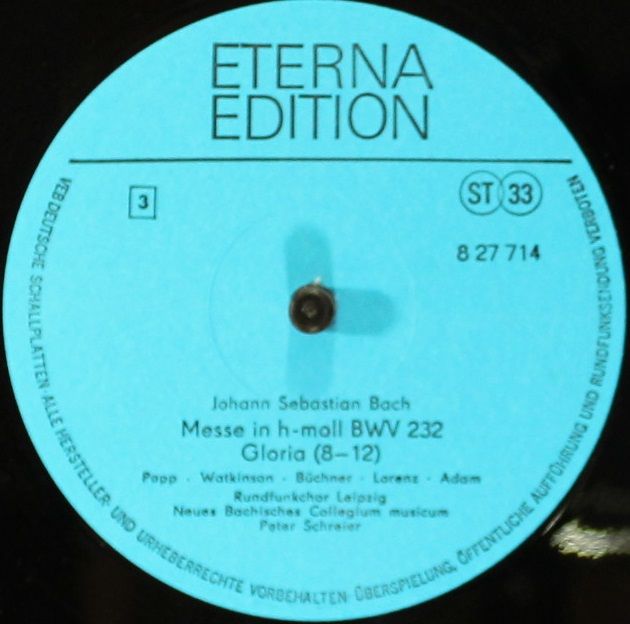 ETERNA
EDITION
3
ST 33
8 27 714
Johann Sebastian Bach
Messe in h-moll BWV 232
Gloria (8–12)
Popp · Watkinson · Büchner · Lorenz · Adam
Rundfunkchor Leipzig
Neues Bachisches Collegium musicum
Peter Schreier
VEB DEUTSCHE SCHALLPLATTEN · ALLE HERSTELLER- UND URHEBERRECHTE VORBEHALTEN · ÜBERSPIELUNG, ÖFFENTLICHE AUFFÜHRUNG UND RUNDFUNKSENDUNG VERBOTEN